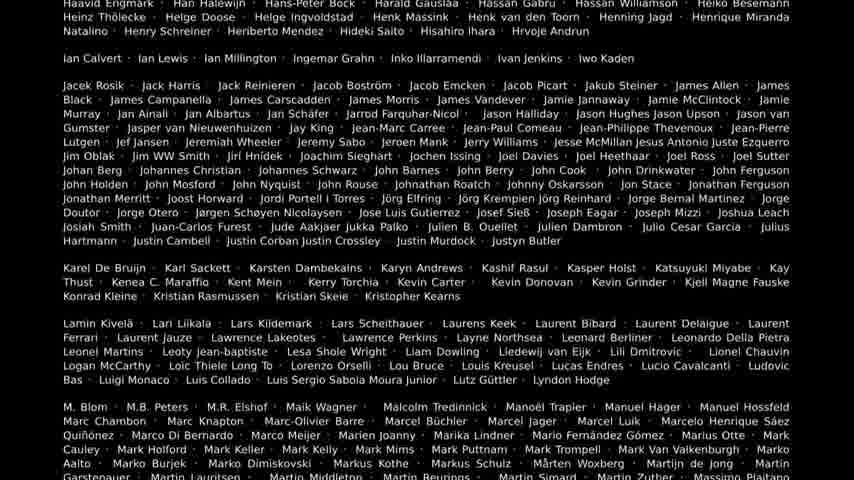 Haavid Engmark · Han Halewijn · Hans-Peter Bock · Harald Gauslaa · Hassan Gabru · Hassan Williamson · Heiko Besemann
Heinz Thölecke · Helge Doose · Helge Ingvoldstad · Henk Massink · Henk van den Toorn · Henning Jagd · Henrique Miranda
Natalino · Henry Schreiner · Heriberto Mendez · Hideki Saito · Hisahiro Ihara · Hrvoje Andrun
Ian Calvert · Ian Lewis · Ian Millington · Ingemar Grahn · Inko Illarramendi · Ivan Jenkins · Iwo Kaden
Jacek Rosik · Jack Harris · Jack Reinieren · Jacob Boström · Jacob Emcken · Jacob Picart · Jakub Steiner · James Allen · James
Black · James Campanella · James Carscadden · James Morris · James Vandever · Jamie Jannaway · Jamie McClintock · Jamie
Murray · Jan Ainali · Jan Albartus · Jan Schäfer · Jarrod Farquhar-Nicol · Jason Halliday · Jason Hughes Jason Upson · Jason van
Gumster · Jasper van Nieuwenhuizen · Jay King · Jean-Marc Carree · Jean-Paul Comeau · Jean-Philippe Thevenoux · Jean-Pierre
Lutgen · Jef Jansen · Jeremiah Wheeler · Jeremy Sabo · Jeroen Mank · Jerry Williams · Jesse McMillan Jesus Antonio Juste Ezquerro
Jim Oblak · Jim WW Smith · Jirí Hnídek · Joachim Sieghart · Jochen Issing · Joel Davies · Joel Heethaar · Joel Ross · Joel Sutter
Johan Berg · Johannes Christian · Johannes Schwarz · John Barnes · John Berry · John Cook · John Drinkwater · John Ferguson
John Holden · John Mosford · John Nyquist · John Rouse · Johnathan Roatch · Johnny Oskarsson · Jon Stace · Jonathan Ferguson
Jonathan Merritt · Joost Horward · Jordi Portell i Torres · Jörg Elfring · Jörg Krempien Jörg Reinhard · Jorge Bernal Martinez · Jorge
Doutor · Jorge Otero · Jørgen Schøyen Nicolaysen · Jose Luis Gutierrez · Josef Sieß · Joseph Eagar · Joseph Mizzi · Joshua Leach
Josiah Smith · Juan-Carlos Furest · Jude Aakjaer Jukka Palko · Julien B. Ouellet · Julien Dambron · Julio Cesar Garcia · Julius
Hartmann · Justin Cambell · Justin Corban Justin Crossley · Justin Murdock · Justyn Butler
Karel De Bruijn · Karl Sackett · Karsten Dambekalns · Karyn Andrews · Kashif Rasul · Kasper Holst · Katsuyuki Miyabe · Kay
Thust · Kenea C. Maraffio · Kent Mein · Kerry Torchia · Kevin Carter · Kevin Donovan · Kevin Grinder · Kjell Magne Fauske
Konrad Kleine · Kristian Rasmussen · Kristian Skeie · Kristopher Kearns
Lamin Kivelä · Lari Liikala · Lars Kildemark · Lars Scheithauer · Laurens Keek · Laurent Bibard · Laurent Delaigue · Laurent
Ferrari · Laurent Jauze · Lawrence Lakeotes · Lawrence Perkins · Layne Northsea · Leonard Berliner · Leonardo Della Pietra
Leonel Martins · Leoty Jean-baptiste · Lesa Shole Wright · Liam Dowling · Liedewij van Eijk · Lili Dmitrovic · Lionel Chauvin
Logan McCarthy · Loïc Thiele Long To · Lorenzo Orselli · Lou Bruce · Louis Kreusel · Lucas Endres · Lucio Cavalcanti · Ludovic
Bas · Luigi Monaco · Luis Collado · Luis Sergio Saboia Moura Junior · Lutz Güttler · Lyndon Hodge
M. Blom · M.B. Peters · M.R. Elshof · Maik Wagner · Malcolm Tredinnick · Manoël Trapier · Manuel Hager · Manuel Høssfeld
Marc Chambon · Marc Knapton · Marc-Olivier Barre · Marcel Büchler · Marcel Jager · Marcel Luik · Marcelo Henrique Sáez
Quiñónez · Marco Di Bernardo · Marco Meijer · Marien Joanny · Marika Lindner · Mario Fernández Gómez · Marius Otte · Mark
Cauley · Mark Holford · Mark Keller · Mark Kelly · Mark Mims · Mark Puttnam · Mark Trompell · Mark Van Valkenburgh · Marko
Aalto · Marko Burjek · Marko Dimiskovski · Markus Kothe · Markus Schulz · Mårten Woxberg · Martijn de Jong · Martin
Garstenauer · Martin Lauritsen · Martin Middleton · Martin Reurings · Martin Simard · Martin Zuther · Massimo Plaitano